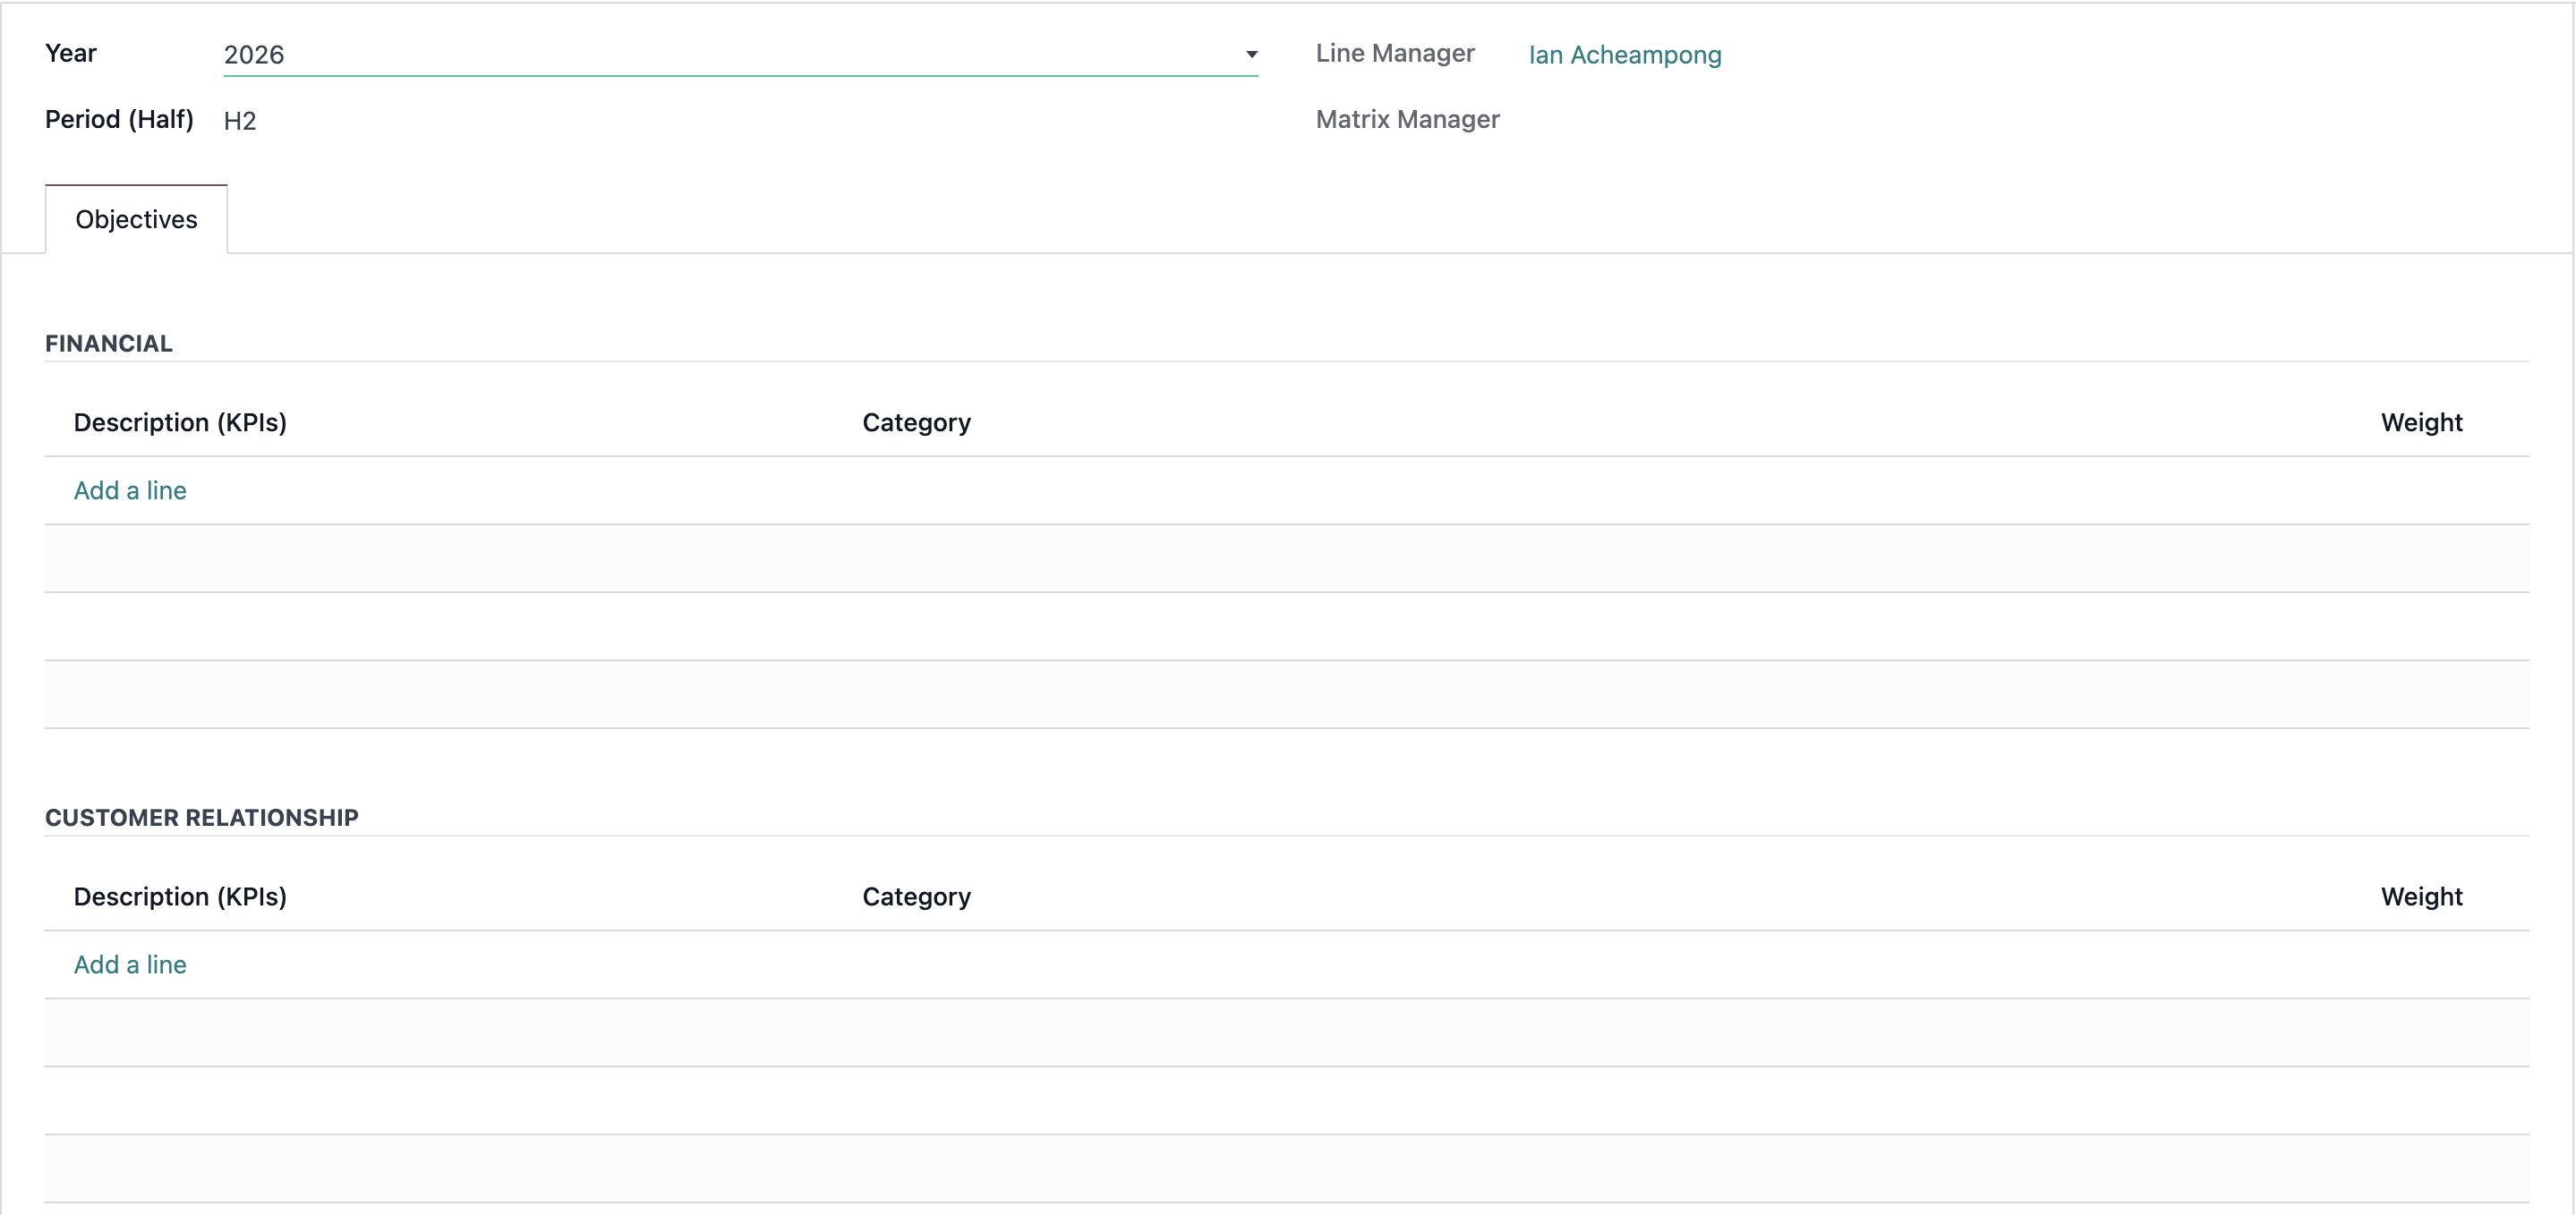 Year 2026 Line Manager Ian Acheampong
Period (Half) H2 Matrix Manager
Objectives
FINANCIAL
Description (KPIs) Category Weight
Add a line
CUSTOMER RELATIONSHIP
Description (KPIs) Category Weight
Add a line